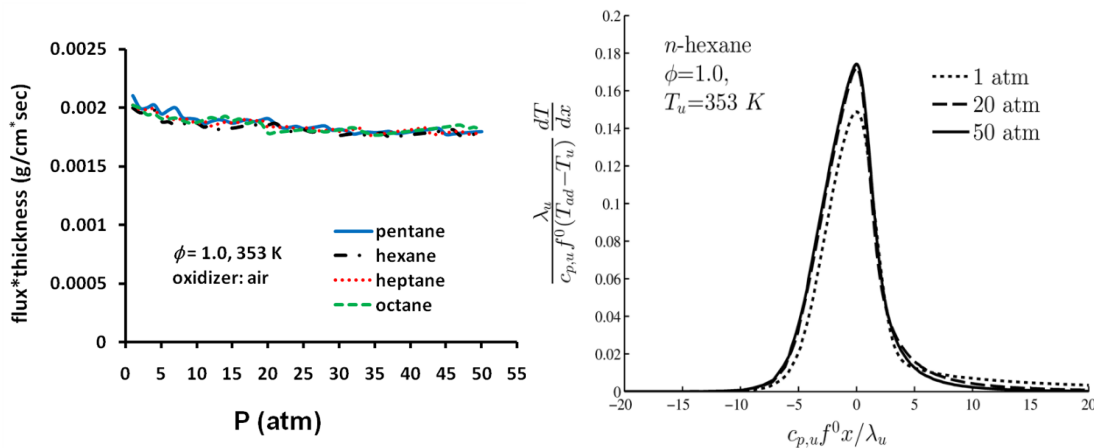 0.0025
0.002
0.0015
0.001
0.0005
0
flux*thickness (g/cm*sec)
ϕ= 1.0, 353 K
oxidizer: air
pentane
hexane
heptane
octane
0 5 10 15 20 25 30 35 40 45 50 55
P (atm)
0.2
0.18
0.16
0.14
0.12
0.1
0.08
0.06
0.04
0.02
0
λ_u / c_{p,u} f^0 (T_{ad}−T_u) dT/dx
n-hexane
ϕ=1.0,
T_u=353 K
1 atm
20 atm
50 atm
−20 −15 −10 −5 0 5 10 15 20
c_{p,u} f^0 x/λ_u